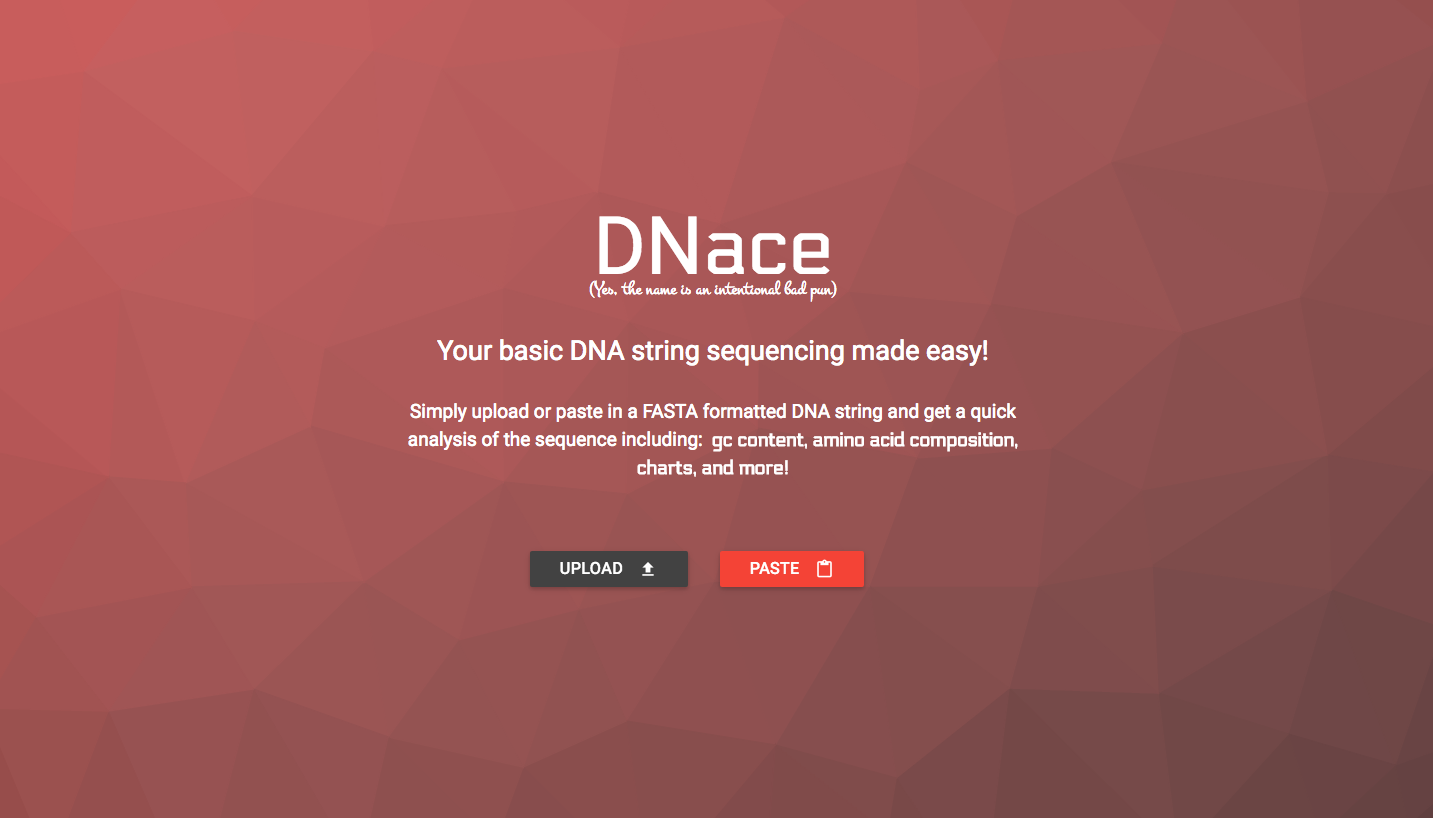 DNace
(Yes, the name is an intentional bad pun)
Your basic DNA string sequencing made easy!
Simply upload or paste in a FASTA formatted DNA string and get a quick
analysis of the sequence including: gc content, amino acid composition,
charts, and more!
UPLOAD
PASTE